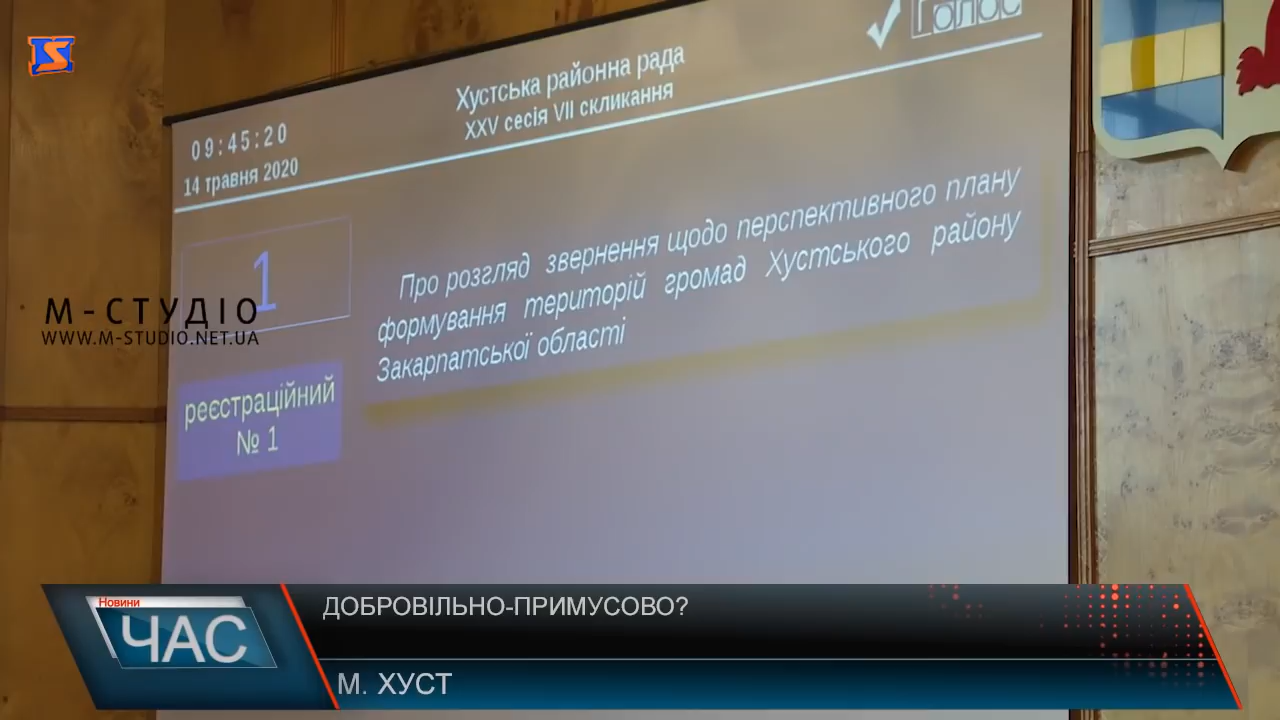 Голос
Хустська районна рада
XXV сесія VII скликання
09:45:20
14 травня 2020
1
Про розгляд звернення щодо перспективного плану
формування територій громад Хустського району
Закарпатської області
М-СТУДІО
WWW.M-STUDIO.NET.UA
реєстраційний
№ 1
Новини
ЧАС
ДОБРОВІЛЬНО-ПРИМУСОВО?
М. ХУСТ